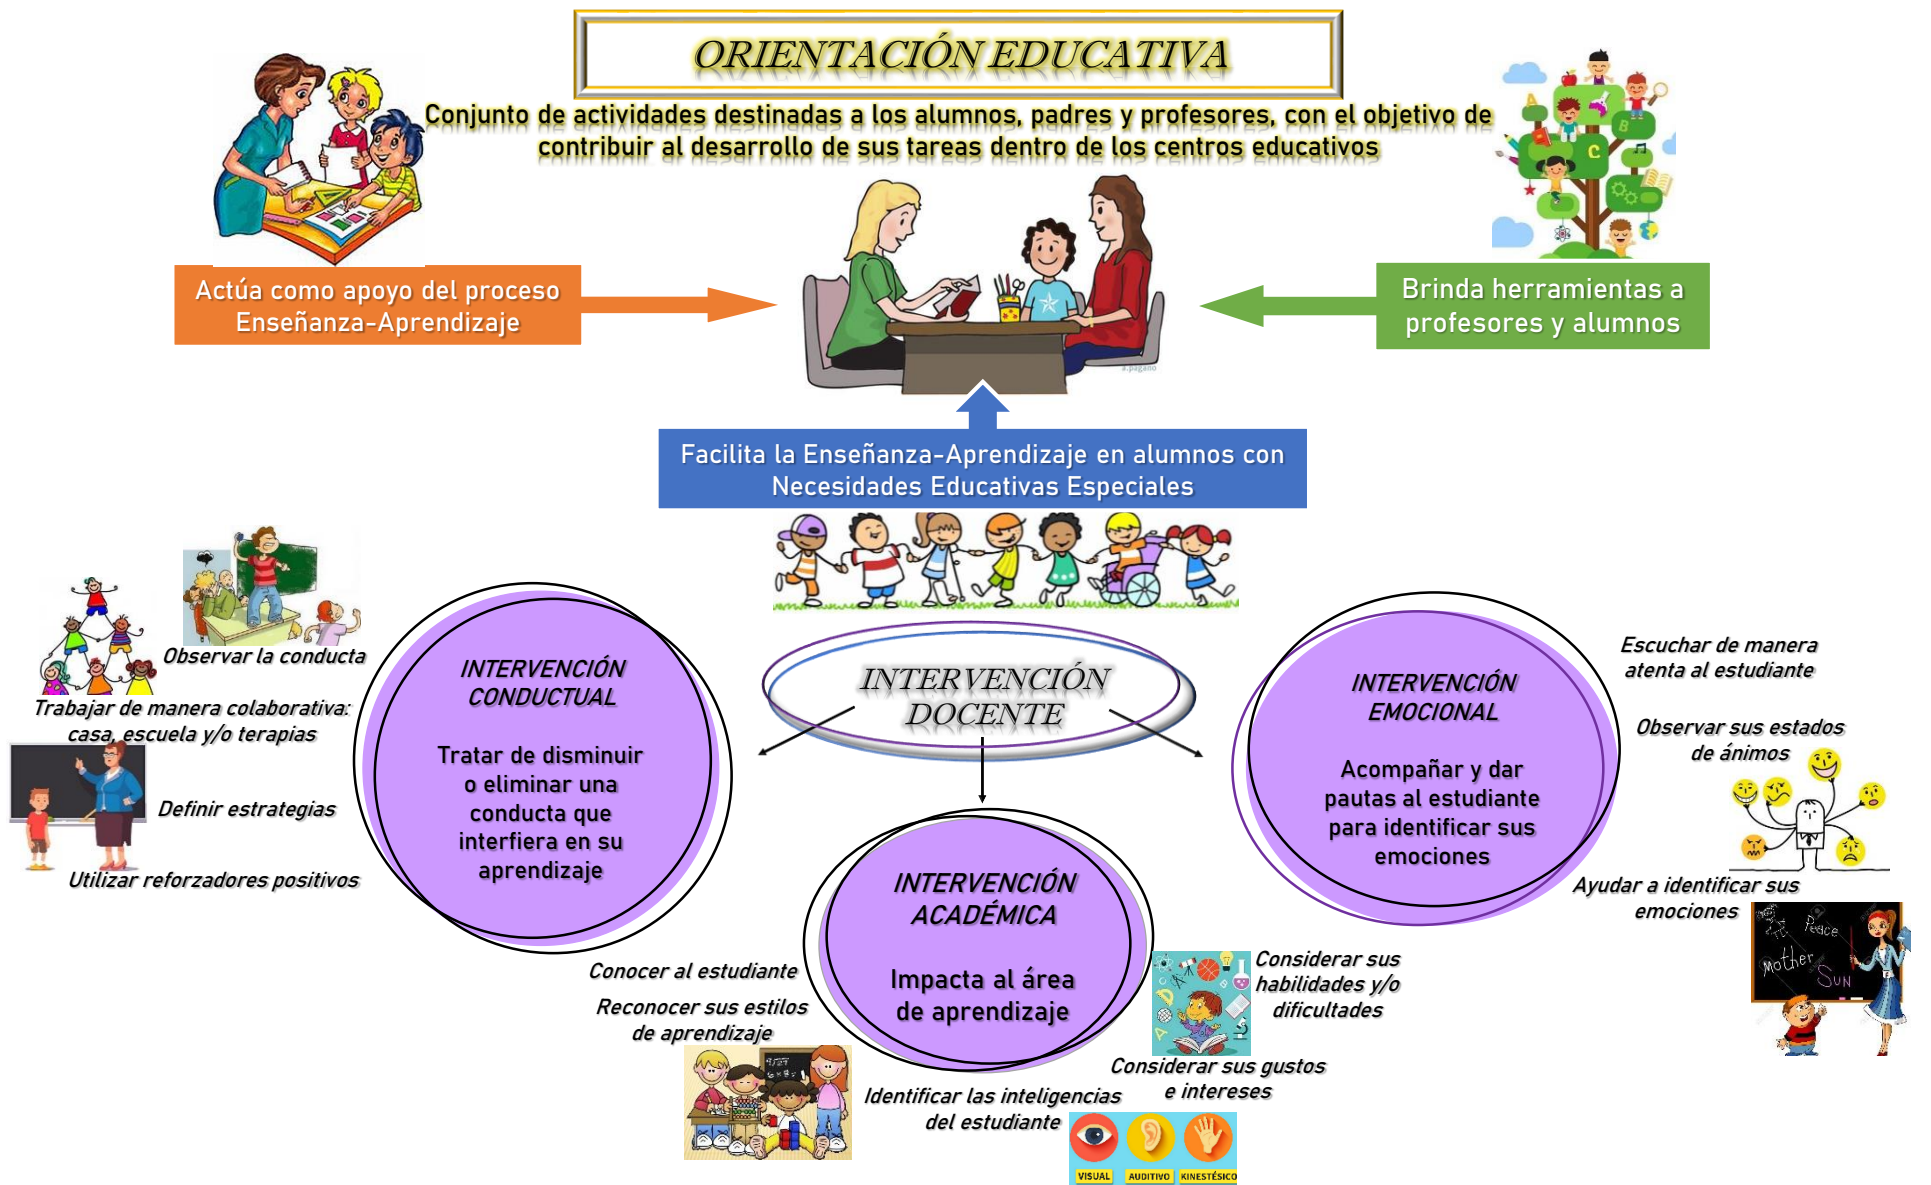 ORIENTACIÓN EDUCATIVA
Conjunto de actividades destinadas a los alumnos, padres y profesores, con el objetivo de
contribuir al desarrollo de sus tareas dentro de los centros educativos
A
B
C
Actúa como apoyo del proceso
Enseñanza-Aprendizaje
Brinda herramientas a
profesores y alumnos
a.pagano
Facilita la Enseñanza-Aprendizaje en alumnos con
Necesidades Educativas Especiales
INTERVENCIÓN
DOCENTE
INTERVENCIÓN
CONDUCTUAL
Tratar de disminuir
o eliminar una
conducta que
interfiera en su
aprendizaje
Observar la conducta
Trabajar de manera colaborativa:
casa, escuela y/o terapias
Definir estrategias
Utilizar reforzadores positivos
INTERVENCIÓN
ACADÉMICA
Impacta al área
de aprendizaje
Conocer al estudiante
Reconocer sus estilos
de aprendizaje
Identificar las inteligencias
del estudiante
VISUAL
AUDITIVO
KINESTÉSICO
Considerar sus
habilidades y/o
dificultades
Considerar sus gustos
e intereses
INTERVENCIÓN
EMOCIONAL
Acompañar y dar
pautas al estudiante
para identificar sus
emociones
Escuchar de manera
atenta al estudiante
Observar sus estados
de ánimos
Ayudar a identificar sus
emociones
Peace
Mother
SUN